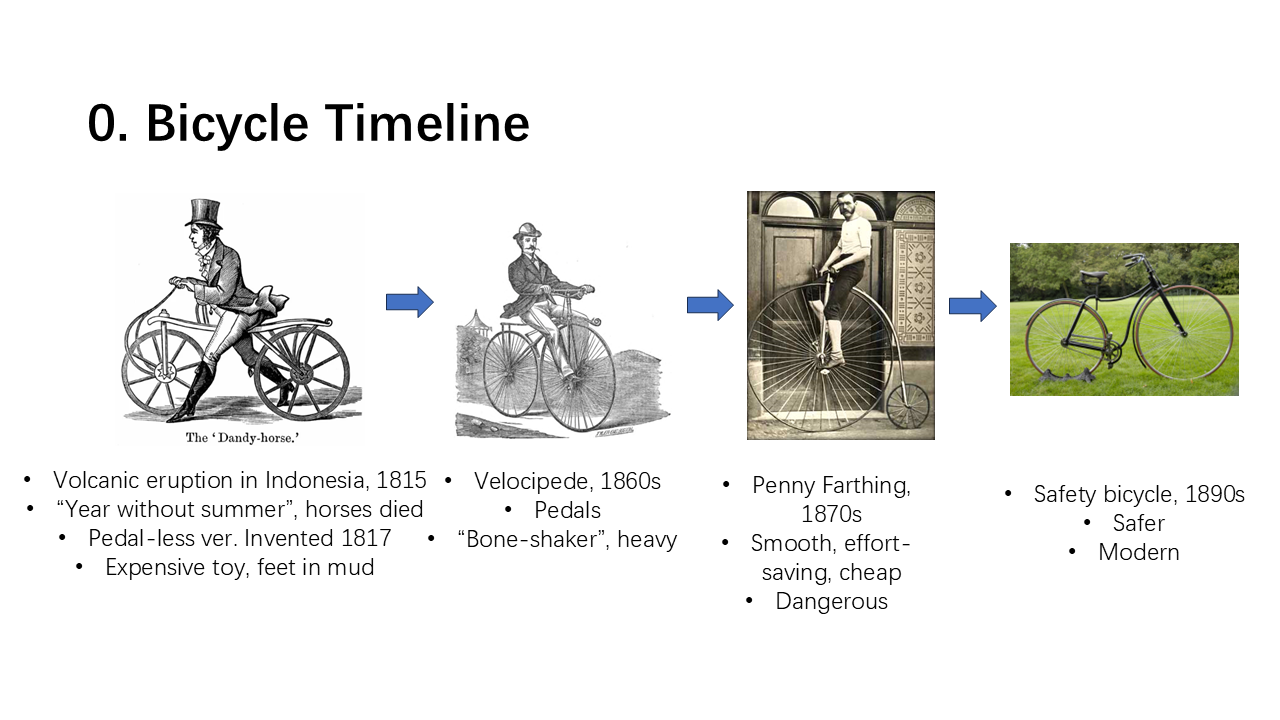 0. Bicycle Timeline
The ‘Dandy-horse.’
• Volcanic eruption in Indonesia, 1815
• “Year without summer”, horses died
• Pedal-less ver. Invented 1817
• Expensive toy, feet in mud
• Velocipede, 1860s
• Pedals
• “Bone-shaker”, heavy
• Penny Farthing,
1870s
• Smooth, effort-
saving, cheap
• Dangerous
• Safety bicycle, 1890s
• Safer
• Modern